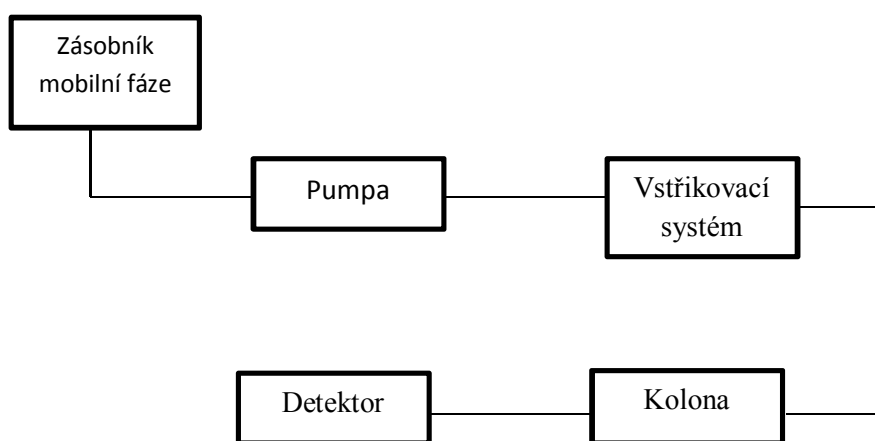 Zásobník
mobilní fáze
Pumpa
Vstřikovací
systém
Detektor
Kolona